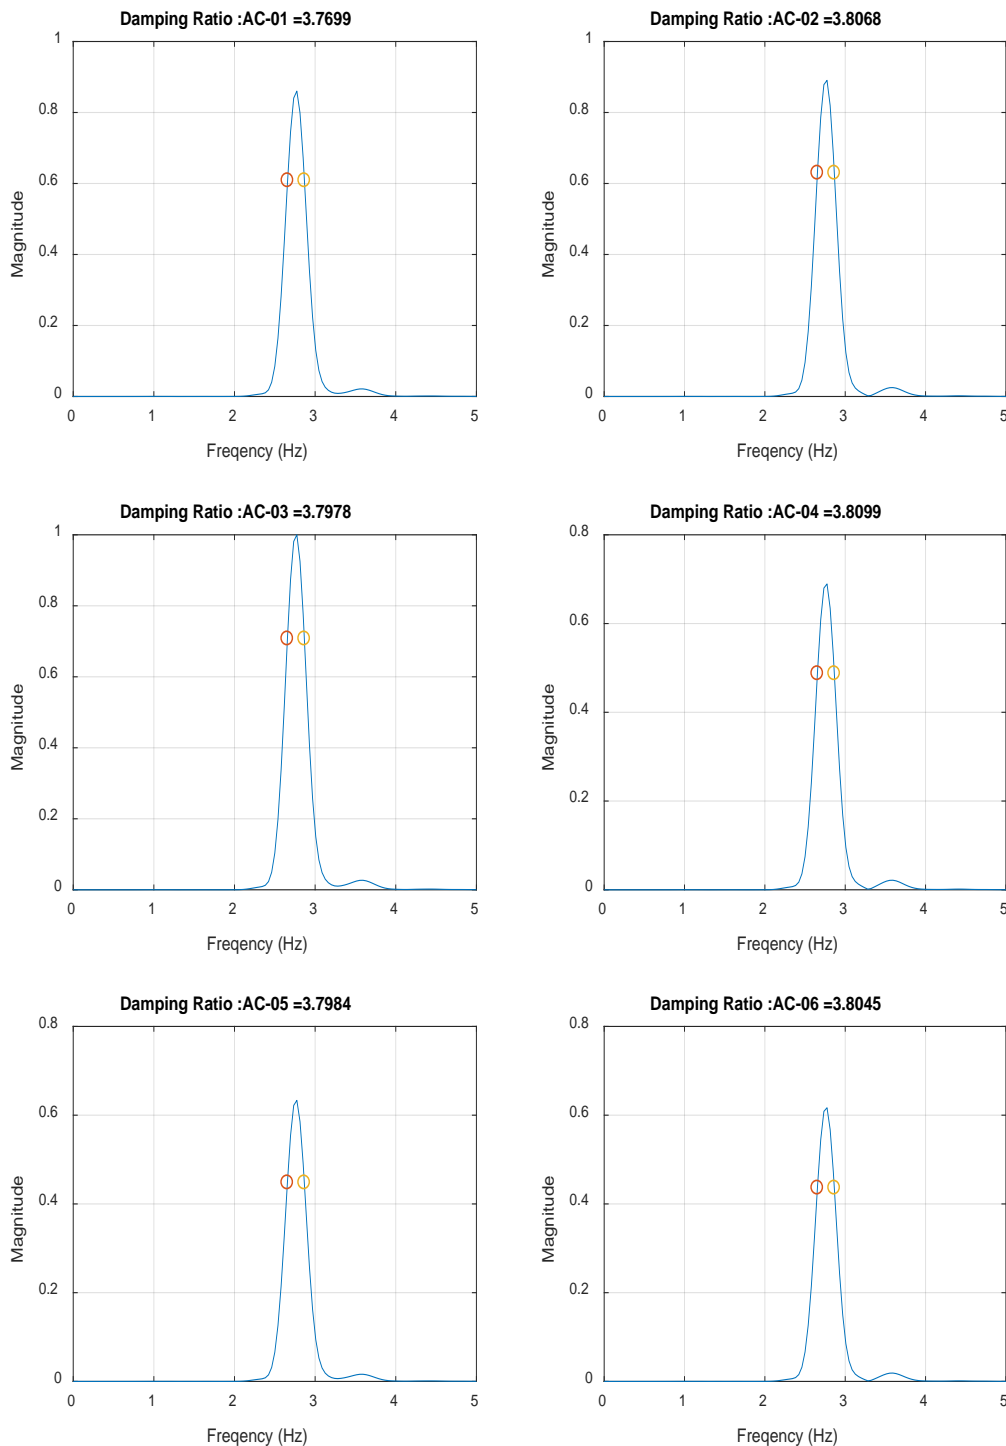 Damping Ratio :AC-01 =3.7699
1
0.8
0.6
0.4
0.2
0
Magnitude
0 1 2 3 4 5
Freqency (Hz)
Damping Ratio :AC-02 =3.8068
1
0.8
0.6
0.4
0.2
0
Magnitude
0 1 2 3 4 5
Freqency (Hz)
Damping Ratio :AC-03 =3.7978
1
0.8
0.6
0.4
0.2
0
Magnitude
0 1 2 3 4 5
Freqency (Hz)
Damping Ratio :AC-04 =3.8099
0.8
0.6
0.4
0.2
0
Magnitude
0 1 2 3 4 5
Freqency (Hz)
Damping Ratio :AC-05 =3.7984
0.8
0.6
0.4
0.2
0
Magnitude
0 1 2 3 4 5
Freqency (Hz)
Damping Ratio :AC-06 =3.8045
0.8
0.6
0.4
0.2
0
Magnitude
0 1 2 3 4 5
Freqency (Hz)